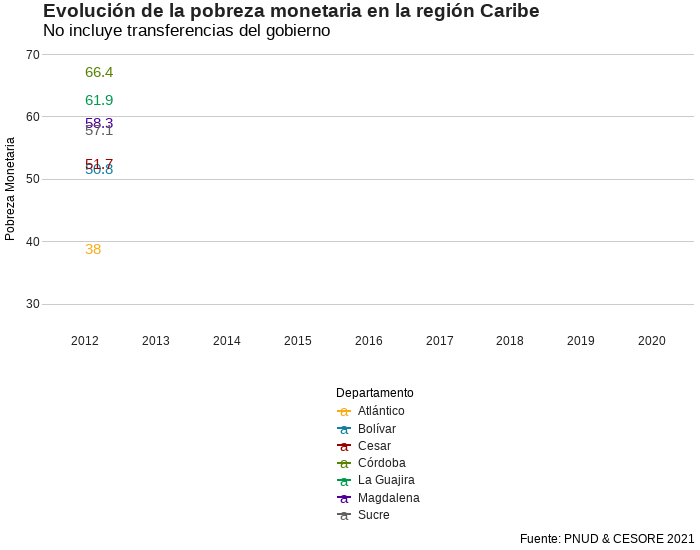 Evolución de la pobreza monetaria en la región Caribe
No incluye transferencias del gobierno
Pobreza Monetaria
70
60
50
40
30
66.4
61.9
58.3
57.1
51.7
50.8
38
2012 2013 2014 2015 2016 2017 2018 2019 2020
Departamento
a Atlántico
a Bolívar
a Cesar
a Córdoba
a La Guajira
a Magdalena
a Sucre
Fuente: PNUD & CESORE 2021